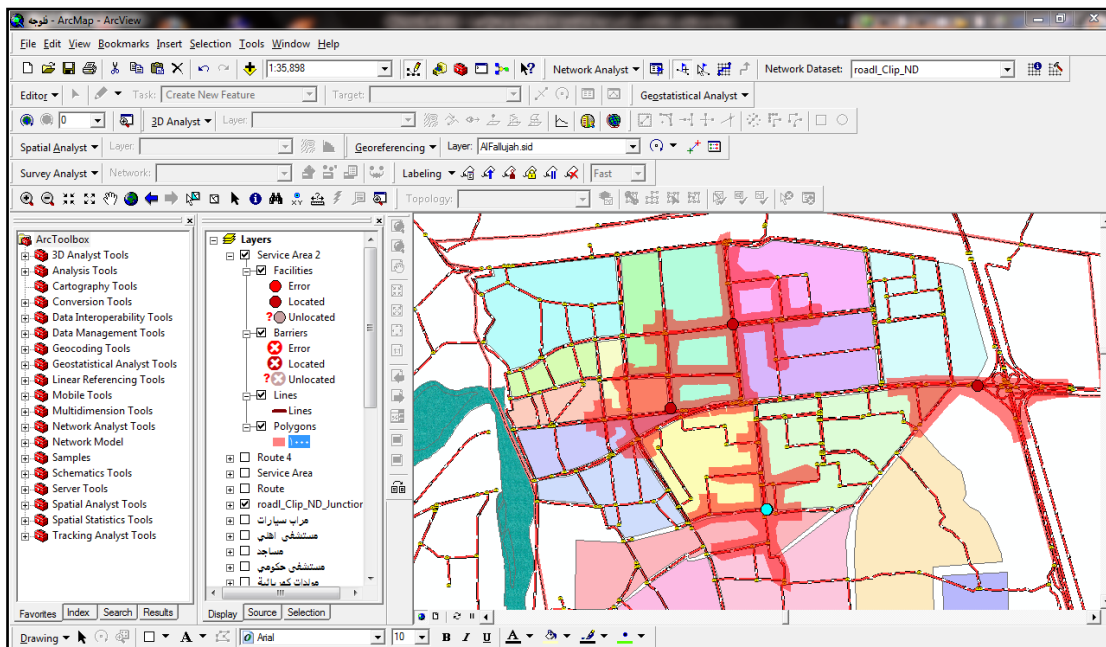 فلوجه - ArcMap - ArcView
File Edit View Bookmarks Insert Selection Tools Window Help
1:35,898 Network Analyst Network Dataset: roadl_Clip_ND
Editor Task: Create New Feature Target: Geostatistical Analyst
0 3D Analyst Layer:
Spatial Analyst Layer: Georeferencing Layer: AlFallujah.sid
Survey Analyst Network: Labeling Fast
Topology:
ArcToolbox
3D Analyst Tools
Analysis Tools
Cartography Tools
Conversion Tools
Data Interoperability Tools
Data Management Tools
Geocoding Tools
Geostatistical Analyst Tools
Linear Referencing Tools
Mobile Tools
Multidimension Tools
Network Analyst Tools
Network Model
Samples
Schematics Tools
Server Tools
Spatial Analyst Tools
Spatial Statistics Tools
Tracking Analyst Tools
Favorites Index Search Results
Layers
Service Area 2
Facilities
Error
Located
Unlocated
Barriers
Error
Located
Unlocated
Lines
Lines
Polygons
١٠٠٠
Route 4
Service Area
Route
roadl_Clip_ND_Junction
مراب سيارات
مستشفى اهلي
مساجد
مستشفى حكومي
مولدات كهربائية
Display Source Selection
Drawing A Arial 10 B I U A